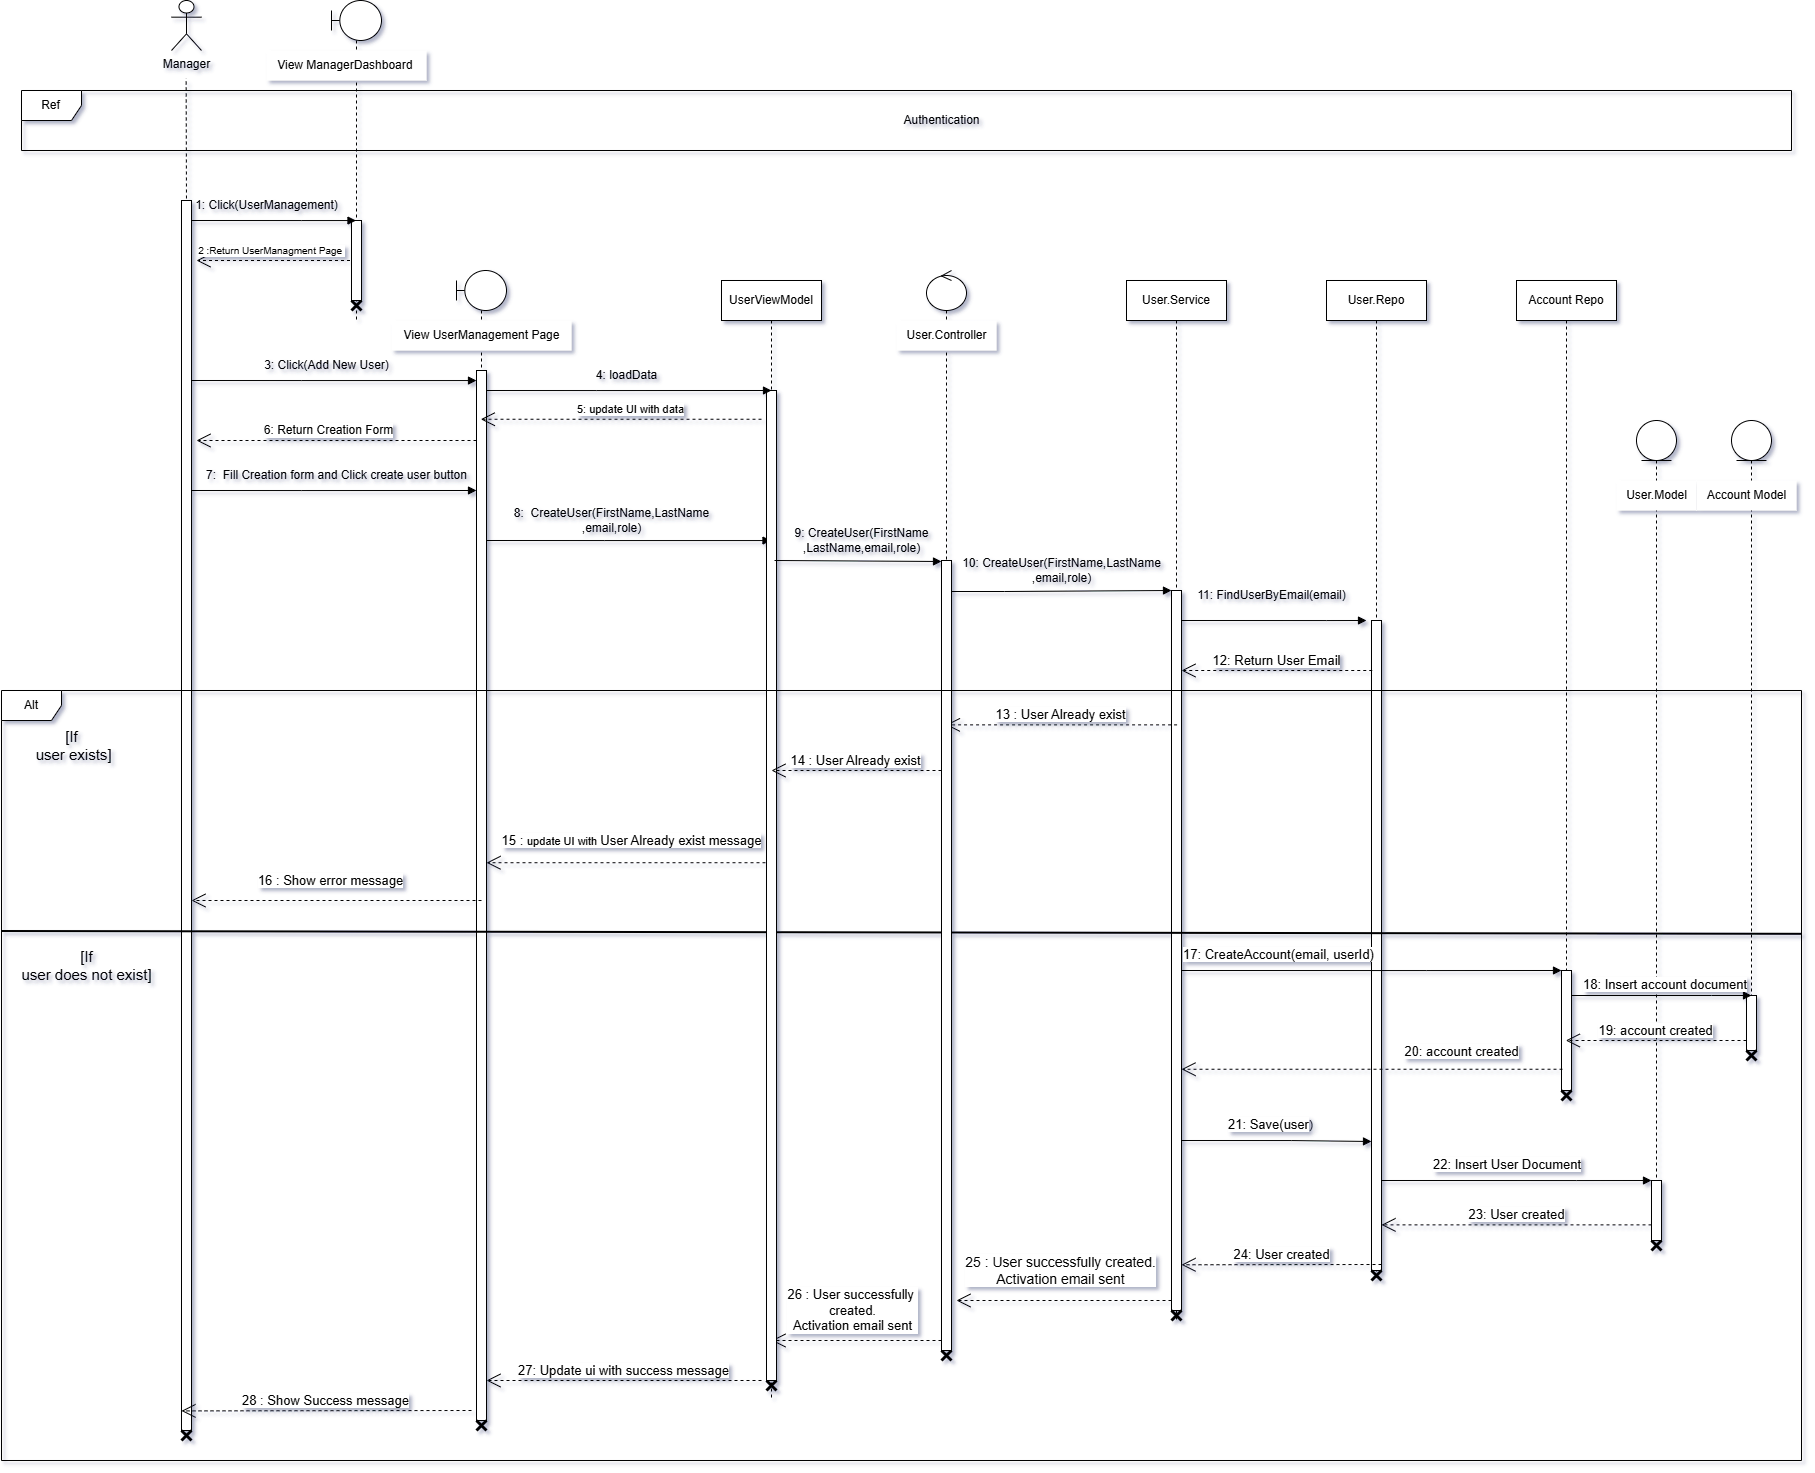 Manager
View ManagerDashboard
Ref
Authentication
1: Click(UserManagement)
2 :Return UserManagment Page
View UserManagement Page
UserViewModel
User.Controller
User.Service
User.Repo
Account Repo
3: Click(Add New User)
4: loadData
5: update UI with data
6: Return Creation Form
7:  Fill Creation form and Click create user button
User.Model
Account Model
8:  CreateUser(FirstName,LastName
,email,role)
9: CreateUser(FirstName
,LastName,email,role)
10: CreateUser(FirstName,LastName
,email,role)
11: FindUserByEmail(email)
12: Return User Email
Alt
[If
user exists]
13 : User Already exist
14 : User Already exist
15 : update UI with User Already exist message
16 : Show error message
[If
user does not exist]
17: CreateAccount(email, userId)
18: Insert account document
19: account created
20: account created
21: Save(user)
22: Insert User Document
23: User created
24: User created
25 : User successfully created.
Activation email sent
26 : User successfully
created.
Activation email sent
27: Update ui with success message
28 : Show Success message